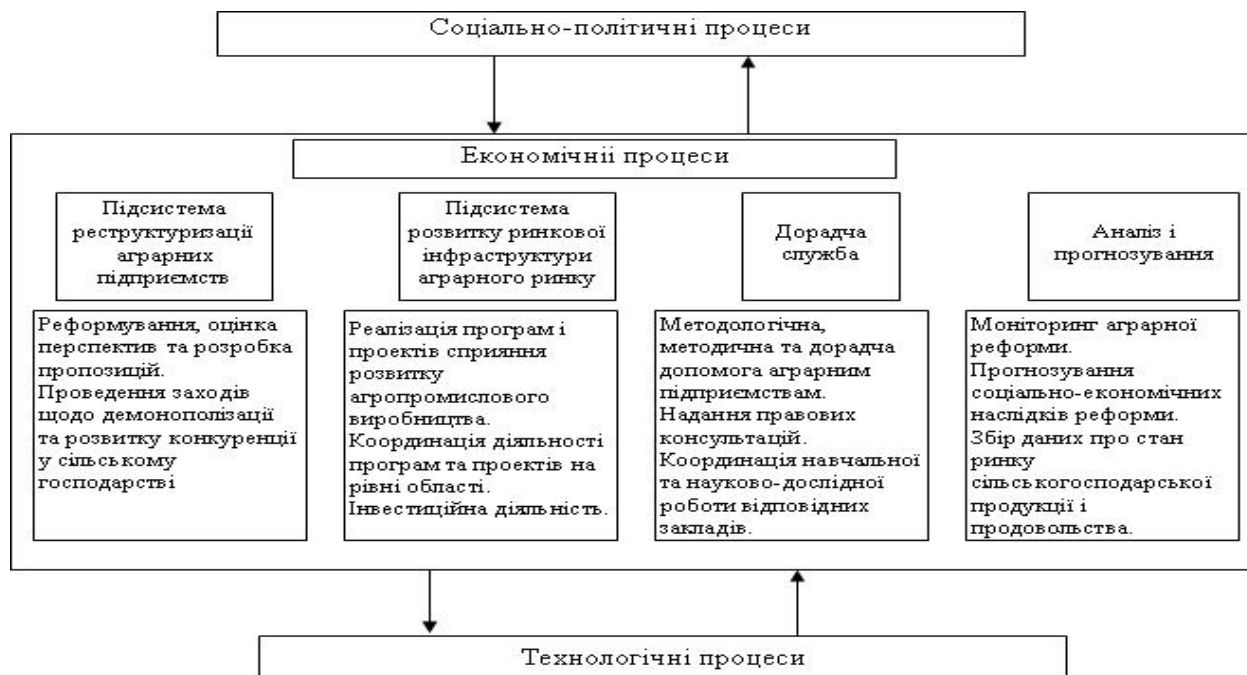 Соціально-політичні процеси
Економічніі процеси
Підсистема
реструктуризації
аграрних
підприємств
Підсистема
розвитку ринкової
інфраструктури
аграрного ринку
Дорадча
служба
Аналіз і
прогнозування
Реформування, оцінка
перспектив та розробка
пропозицій.
Проведення заходів
щодо демонополізації
та розвитку конкуренції
у сільському
господарстві
Реалізація програм і
проектів сприяння
розвитку
агропромислового
виробництва.
Координація діяльності
програм та проектів на
рівні області.
Інвестиційна діяльність.
Методологічна,
методична та дорадча
допомога аграрним
підприємствам.
Надання правових
консультацій.
Координація навчальної
та науково-дослідної
роботи відповідних
закладів.
Моніторинг аграрної
реформи.
Прогнозування
соціально-економічних
наслідків реформи.
Збір даних про стан
ринку
сільськогосподарської
продукції і
продовольства.
Технологічні процеси